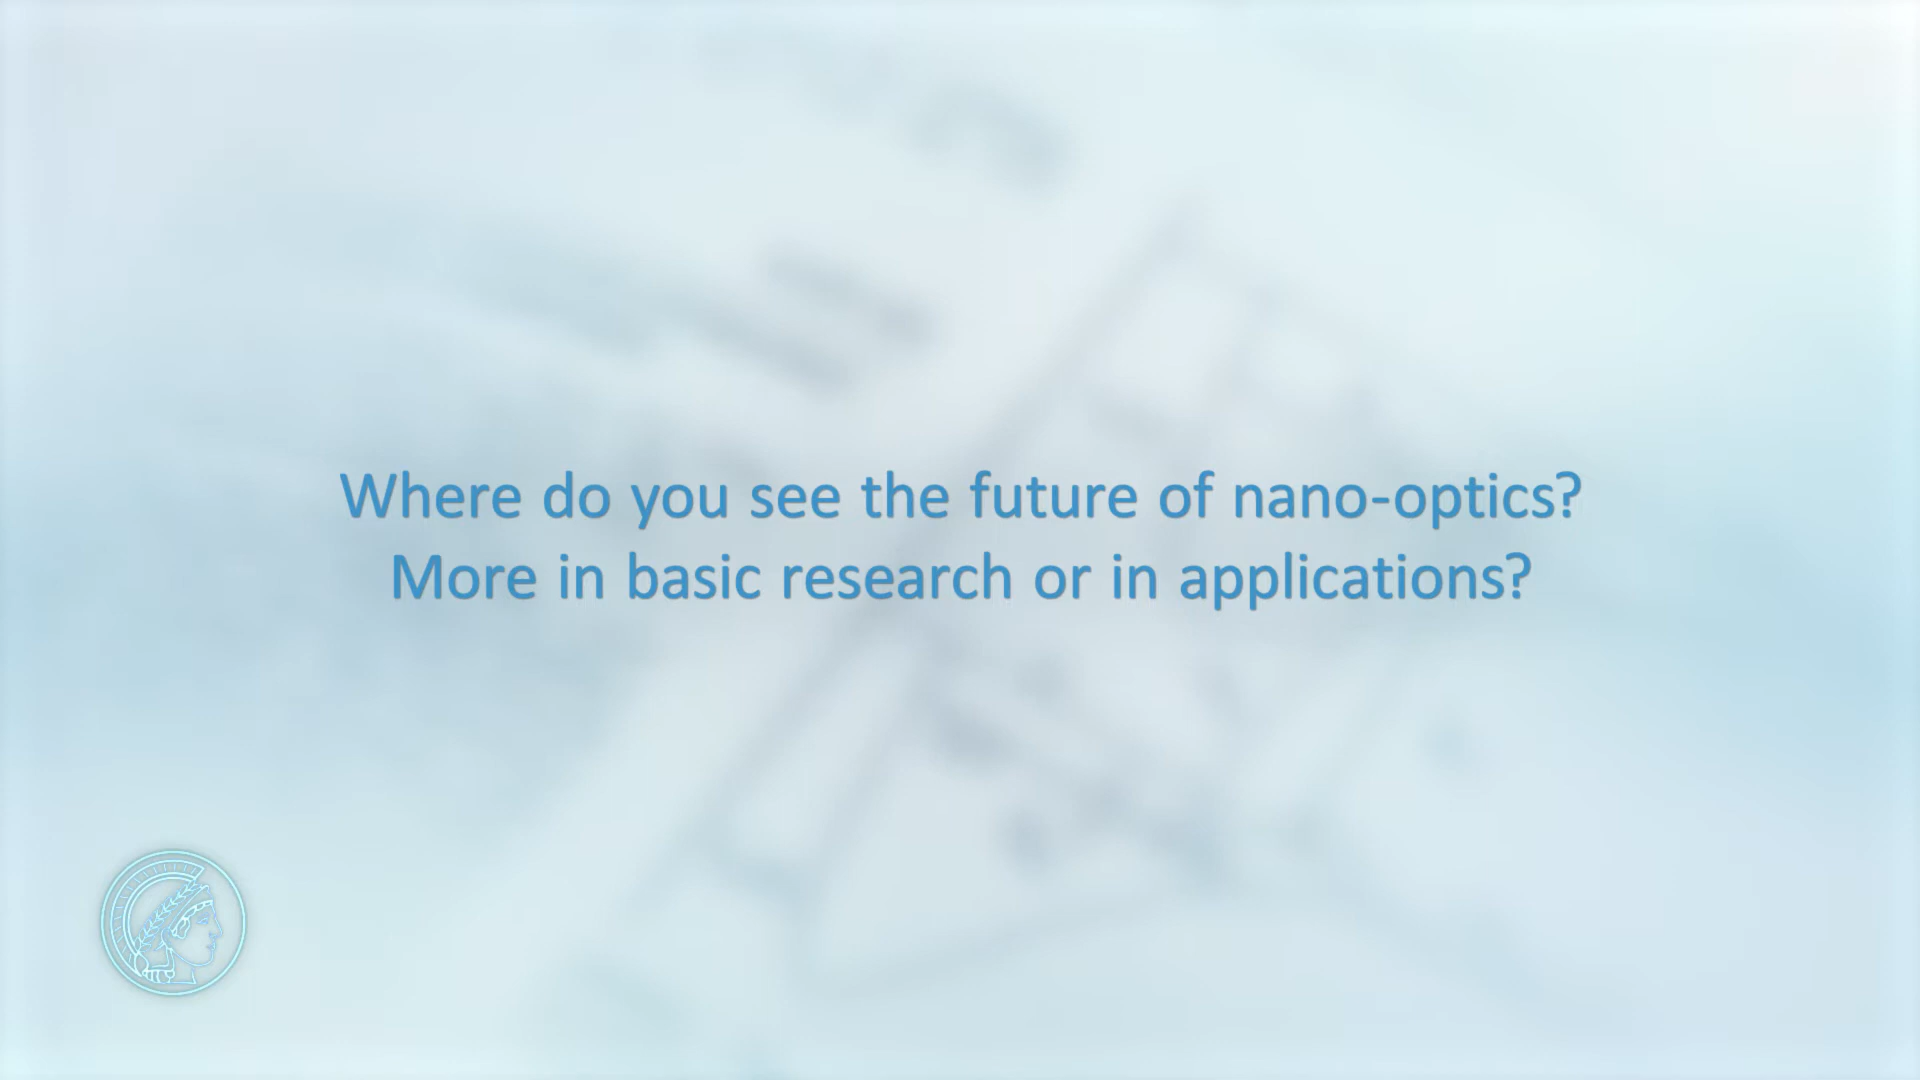 Where do you see the future of nano-optics?
More in basic research or in applications?